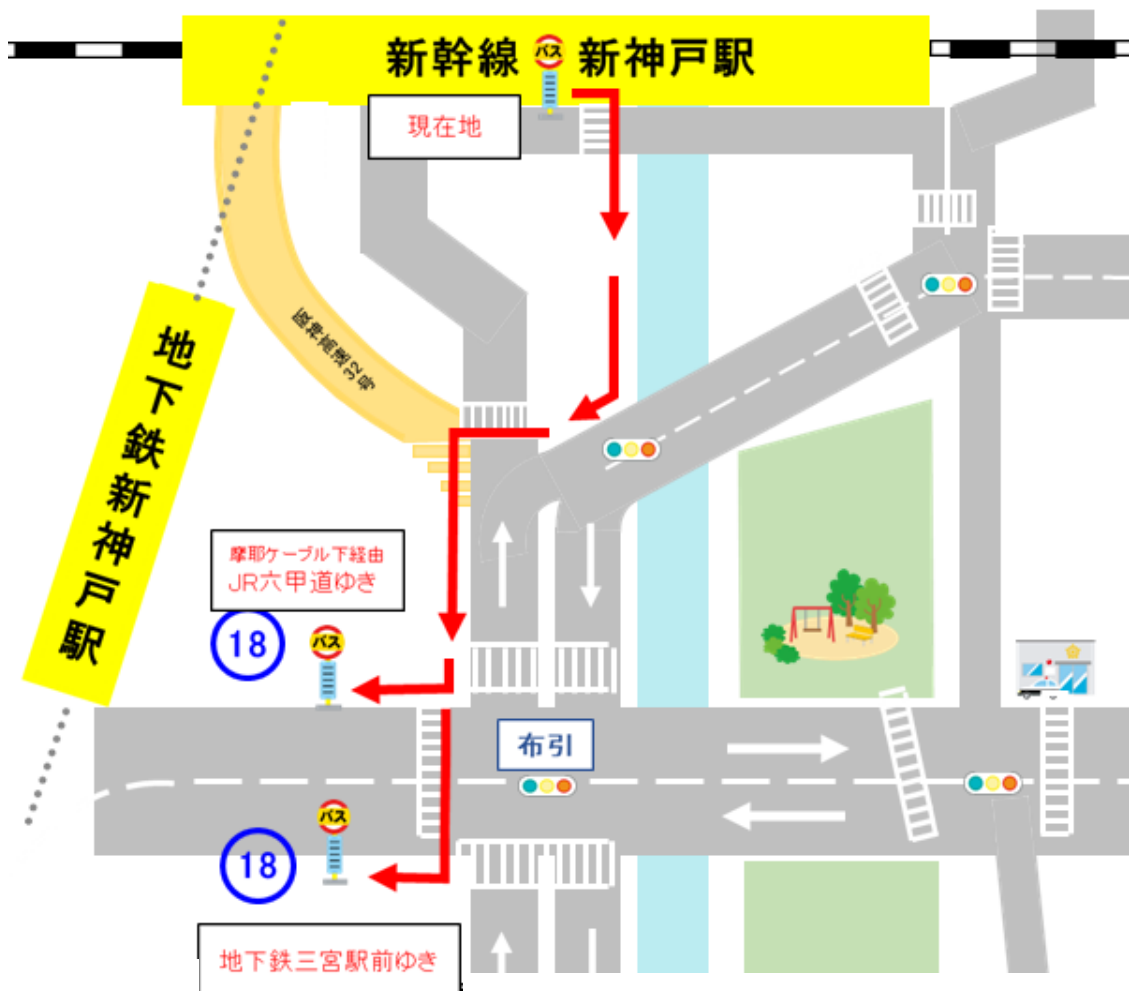 新幹線 バス 新神戸駅
現在地
阪神高速32号
地下鉄新神戸駅
摩耶ケーブル下経由
JR六甲道ゆき
18
バス
布引
バス
18
地下鉄三宮駅前ゆき